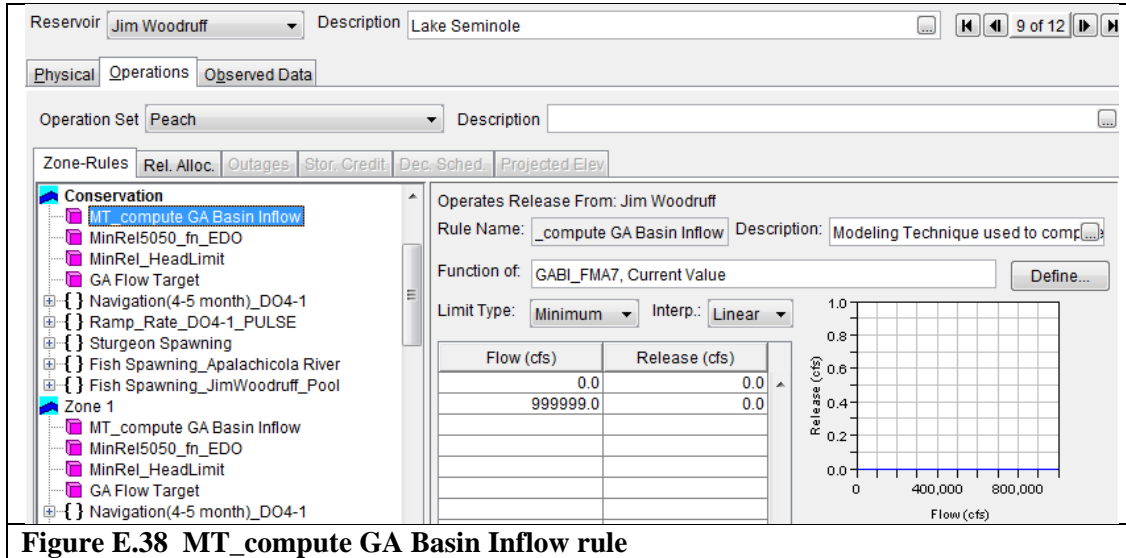 Reservoir Jim Woodruff Description Lake Seminole ... 9 of 12
Physical Operations Observed Data
Operation Set Peach Description ...
Zone-Rules Rel. Alloc. Outages Stor. Credit Dec. Sched. Projected Elev
Conservation
MT_compute GA Basin Inflow
MinRel5050_fn_EDO
MinRel_HeadLimit
GA Flow Target
{ } Navigation(4-5 month)_DO4-1
{ } Ramp_Rate_DO4-1_PULSE
{ } Sturgeon Spawning
{ } Fish Spawning_Apalachicola River
{ } Fish Spawning_JimWoodruff_Pool
Zone 1
MT_compute GA Basin Inflow
MinRel5050_fn_EDO
MinRel_HeadLimit
GA Flow Target
{ } Navigation(4-5 month)_DO4-1
Operates Release From: Jim Woodruff
Rule Name: _compute GA Basin Inflow Description: Modeling Technique used to comp...
Function of: GABI_FMA7, Current Value Define...
Limit Type: Minimum Interp.: Linear
Flow (cfs) Release (cfs)
0.0 0.0
999999.0 0.0
Release (cfs)
1.0
0.8
0.6
0.4
0.2
0.0
0 400,000 800,000
Flow (cfs)
Figure E.38 MT_compute GA Basin Inflow rule